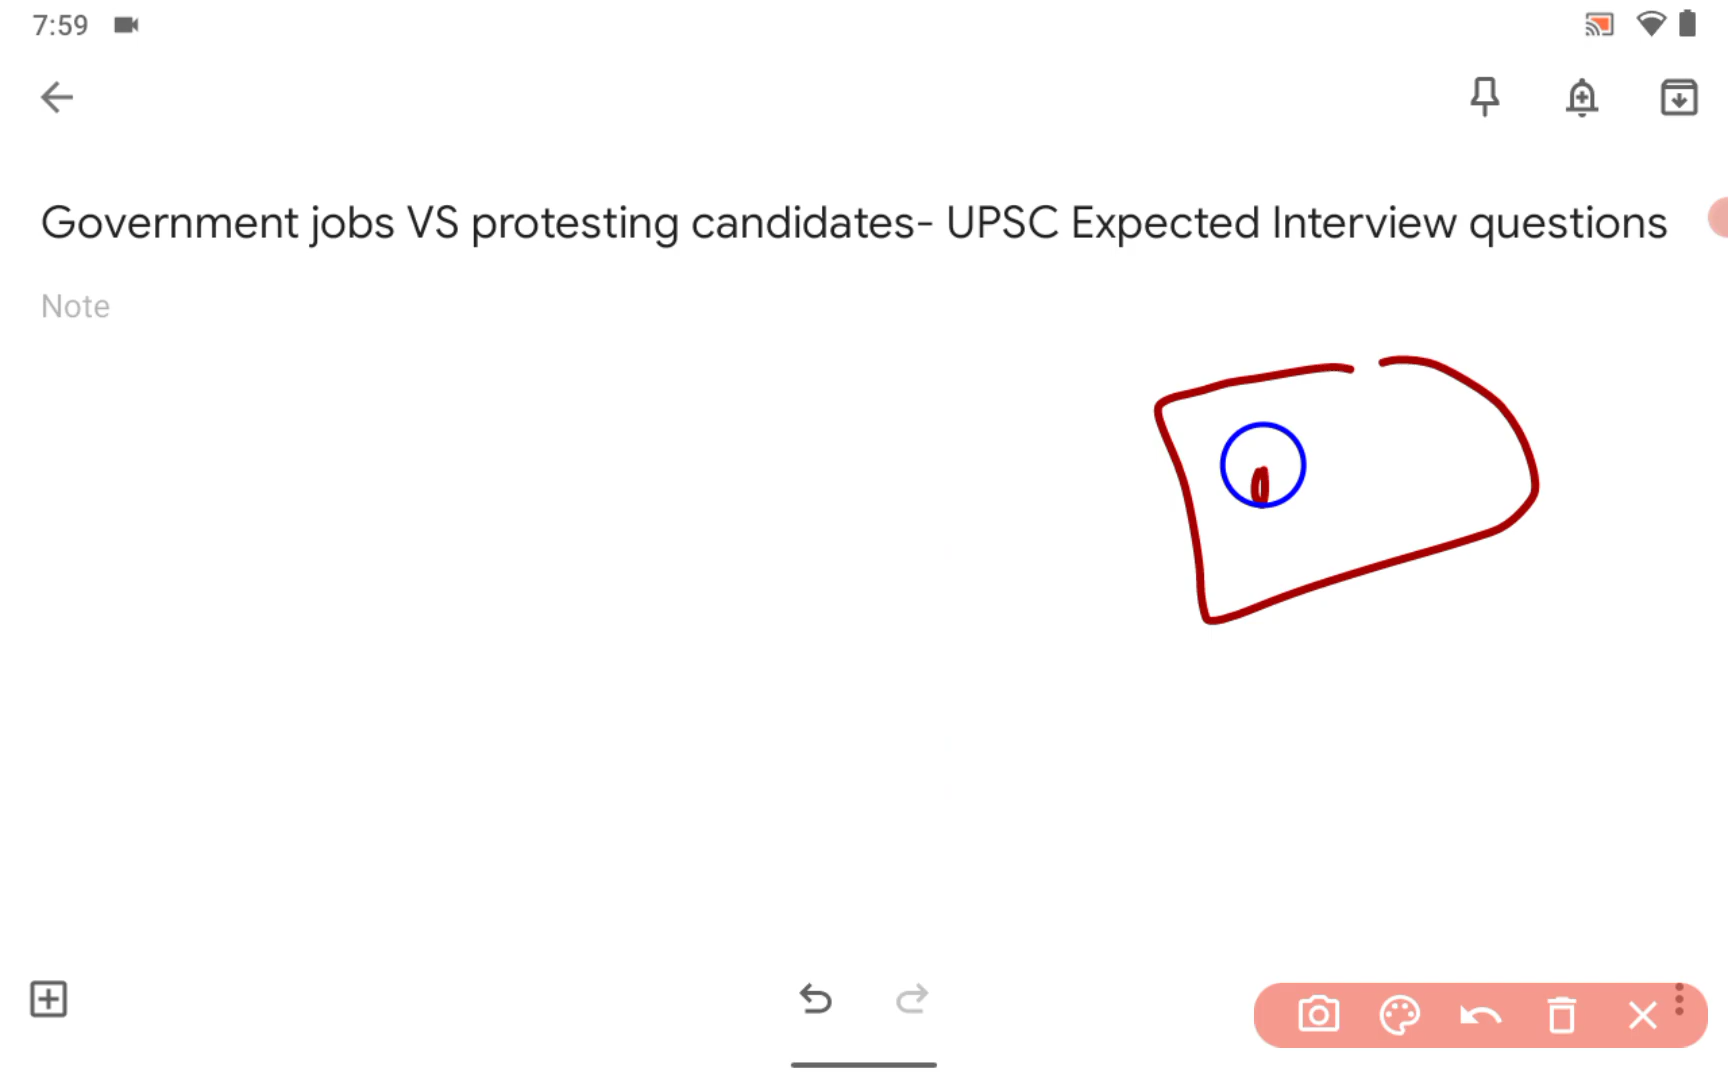 7:59
Government jobs VS protesting candidates- UPSC Expected Interview questions
Note